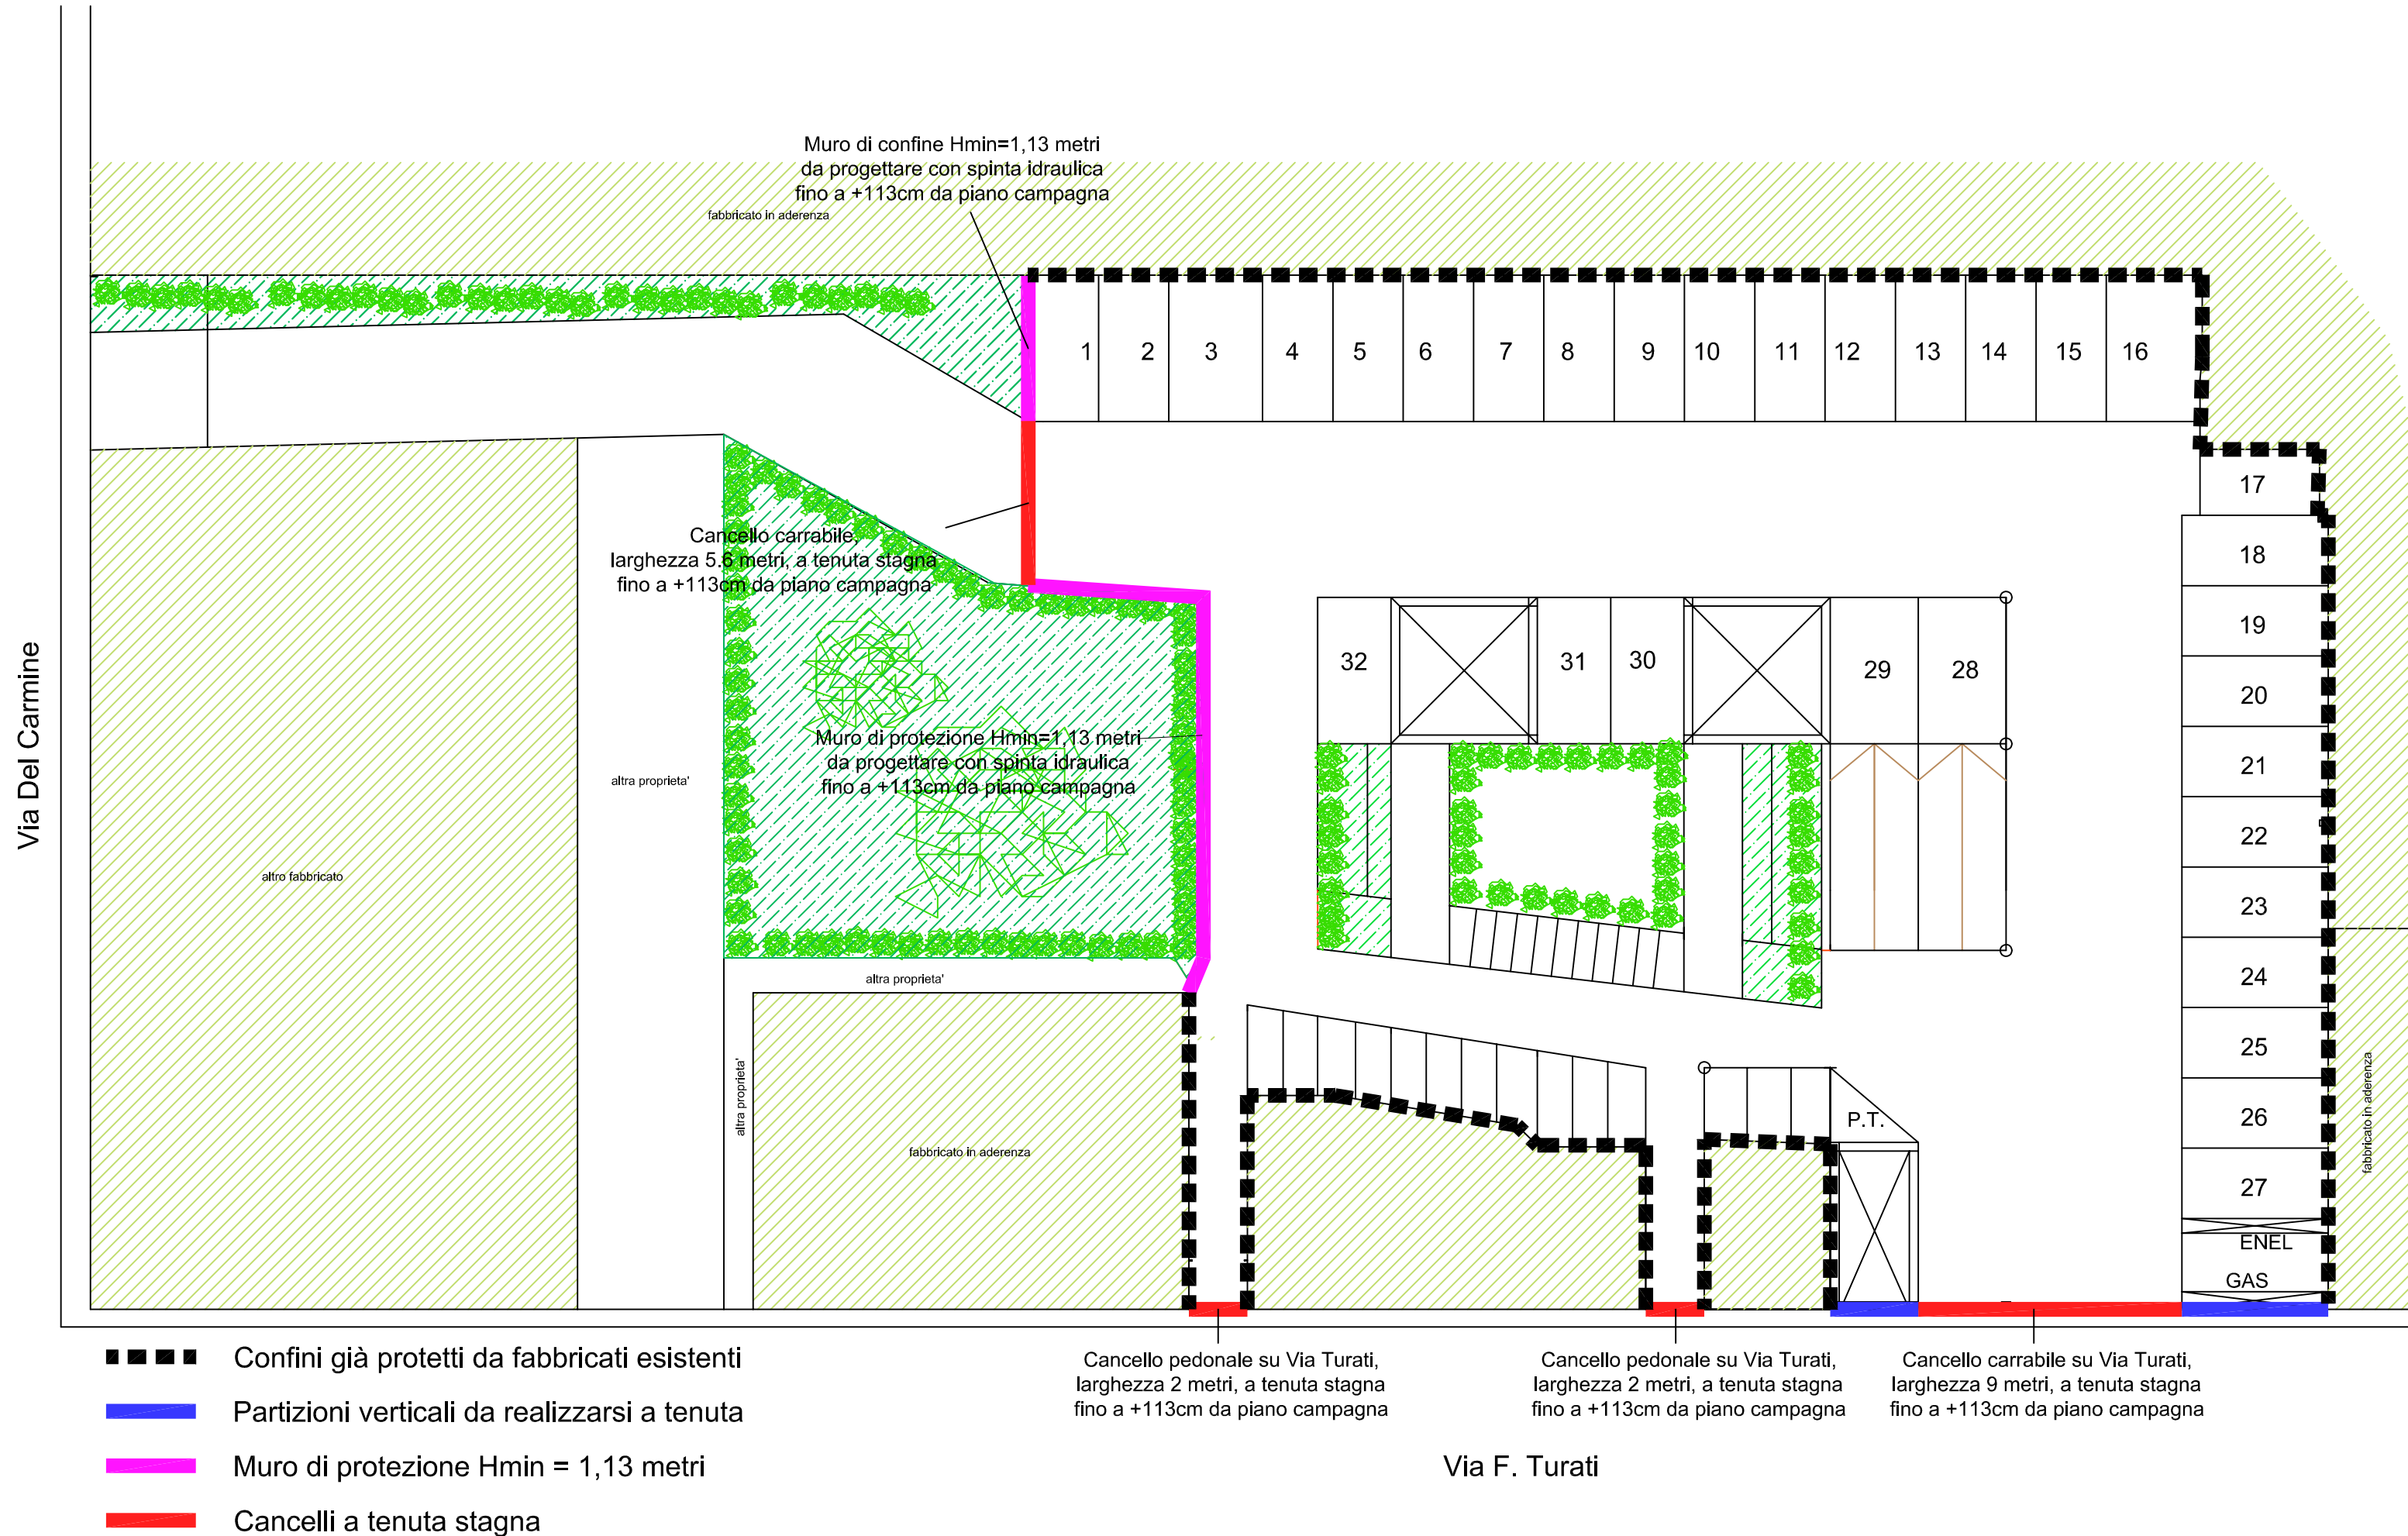 Muro di confine Hmin=1,13 metri
da progettare con spinta idraulica
fino a +113cm da piano campagna
fabbricato in aderenza
1 2 3 4 5 6 7 8 9 10 11 12 13 14 15 16
17
Cancello carrabile,
larghezza 5.6 metri, a tenuta stagna
fino a +113cm da piano campagna
18
19
20
21
22
23
24
25
26
27
ENEL
GAS
32 31 30 29 28
Via Del Carmine
Muro di protezione Hmin=1,13 metri
da progettare con spinta idraulica
fino a +113cm da piano campagna
altra proprieta'
altro fabbricato
altra proprieta'
altra proprieta'
fabbricato in aderenza
P.T.
fabbricato in aderenza
Confini già protetti da fabbricati esistenti
Partizioni verticali da realizzarsi a tenuta
Muro di protezione Hmin = 1,13 metri
Cancelli a tenuta stagna
Cancello pedonale su Via Turati,
larghezza 2 metri, a tenuta stagna
fino a +113cm da piano campagna
Cancello pedonale su Via Turati,
larghezza 2 metri, a tenuta stagna
fino a +113cm da piano campagna
Cancello carrabile su Via Turati,
larghezza 9 metri, a tenuta stagna
fino a +113cm da piano campagna
Via F. Turati